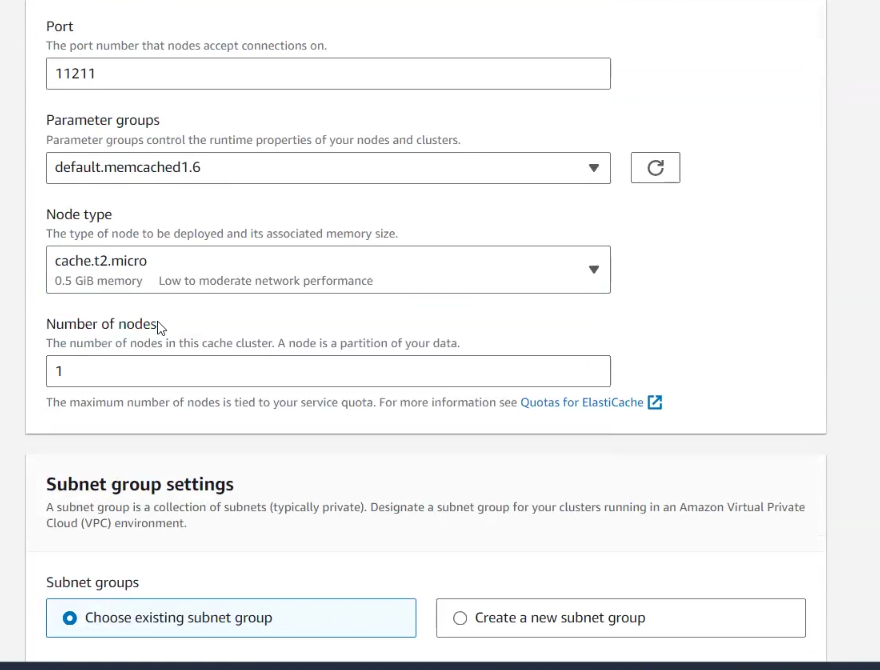 Port
The port number that nodes accept connections on.
11211
Parameter groups
Parameter groups control the runtime properties of your nodes and clusters.
default.memcached1.6
Node type
The type of node to be deployed and its associated memory size.
cache.t2.micro
0.5 GiB memory Low to moderate network performance
Number of nodes
The number of nodes in this cache cluster. A node is a partition of your data.
1
The maximum number of nodes is tied to your service quota. For more information see Quotas for ElastiCache
Subnet group settings
A subnet group is a collection of subnets (typically private). Designate a subnet group for your clusters running in an Amazon Virtual Private
Cloud (VPC) environment.
Subnet groups
Choose existing subnet group Create a new subnet group